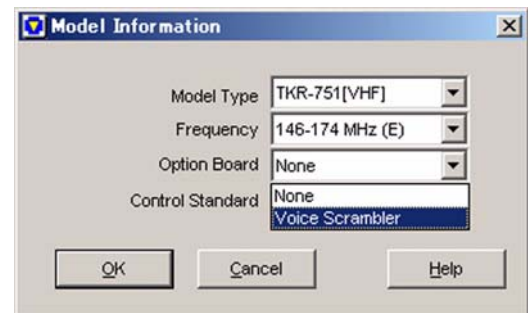 Model Information
Model Type TKR-751[VHF]
Frequency 146-174 MHz (E)
Option Board None
Control Standard None
Voice Scrambler
OK Cancel Help